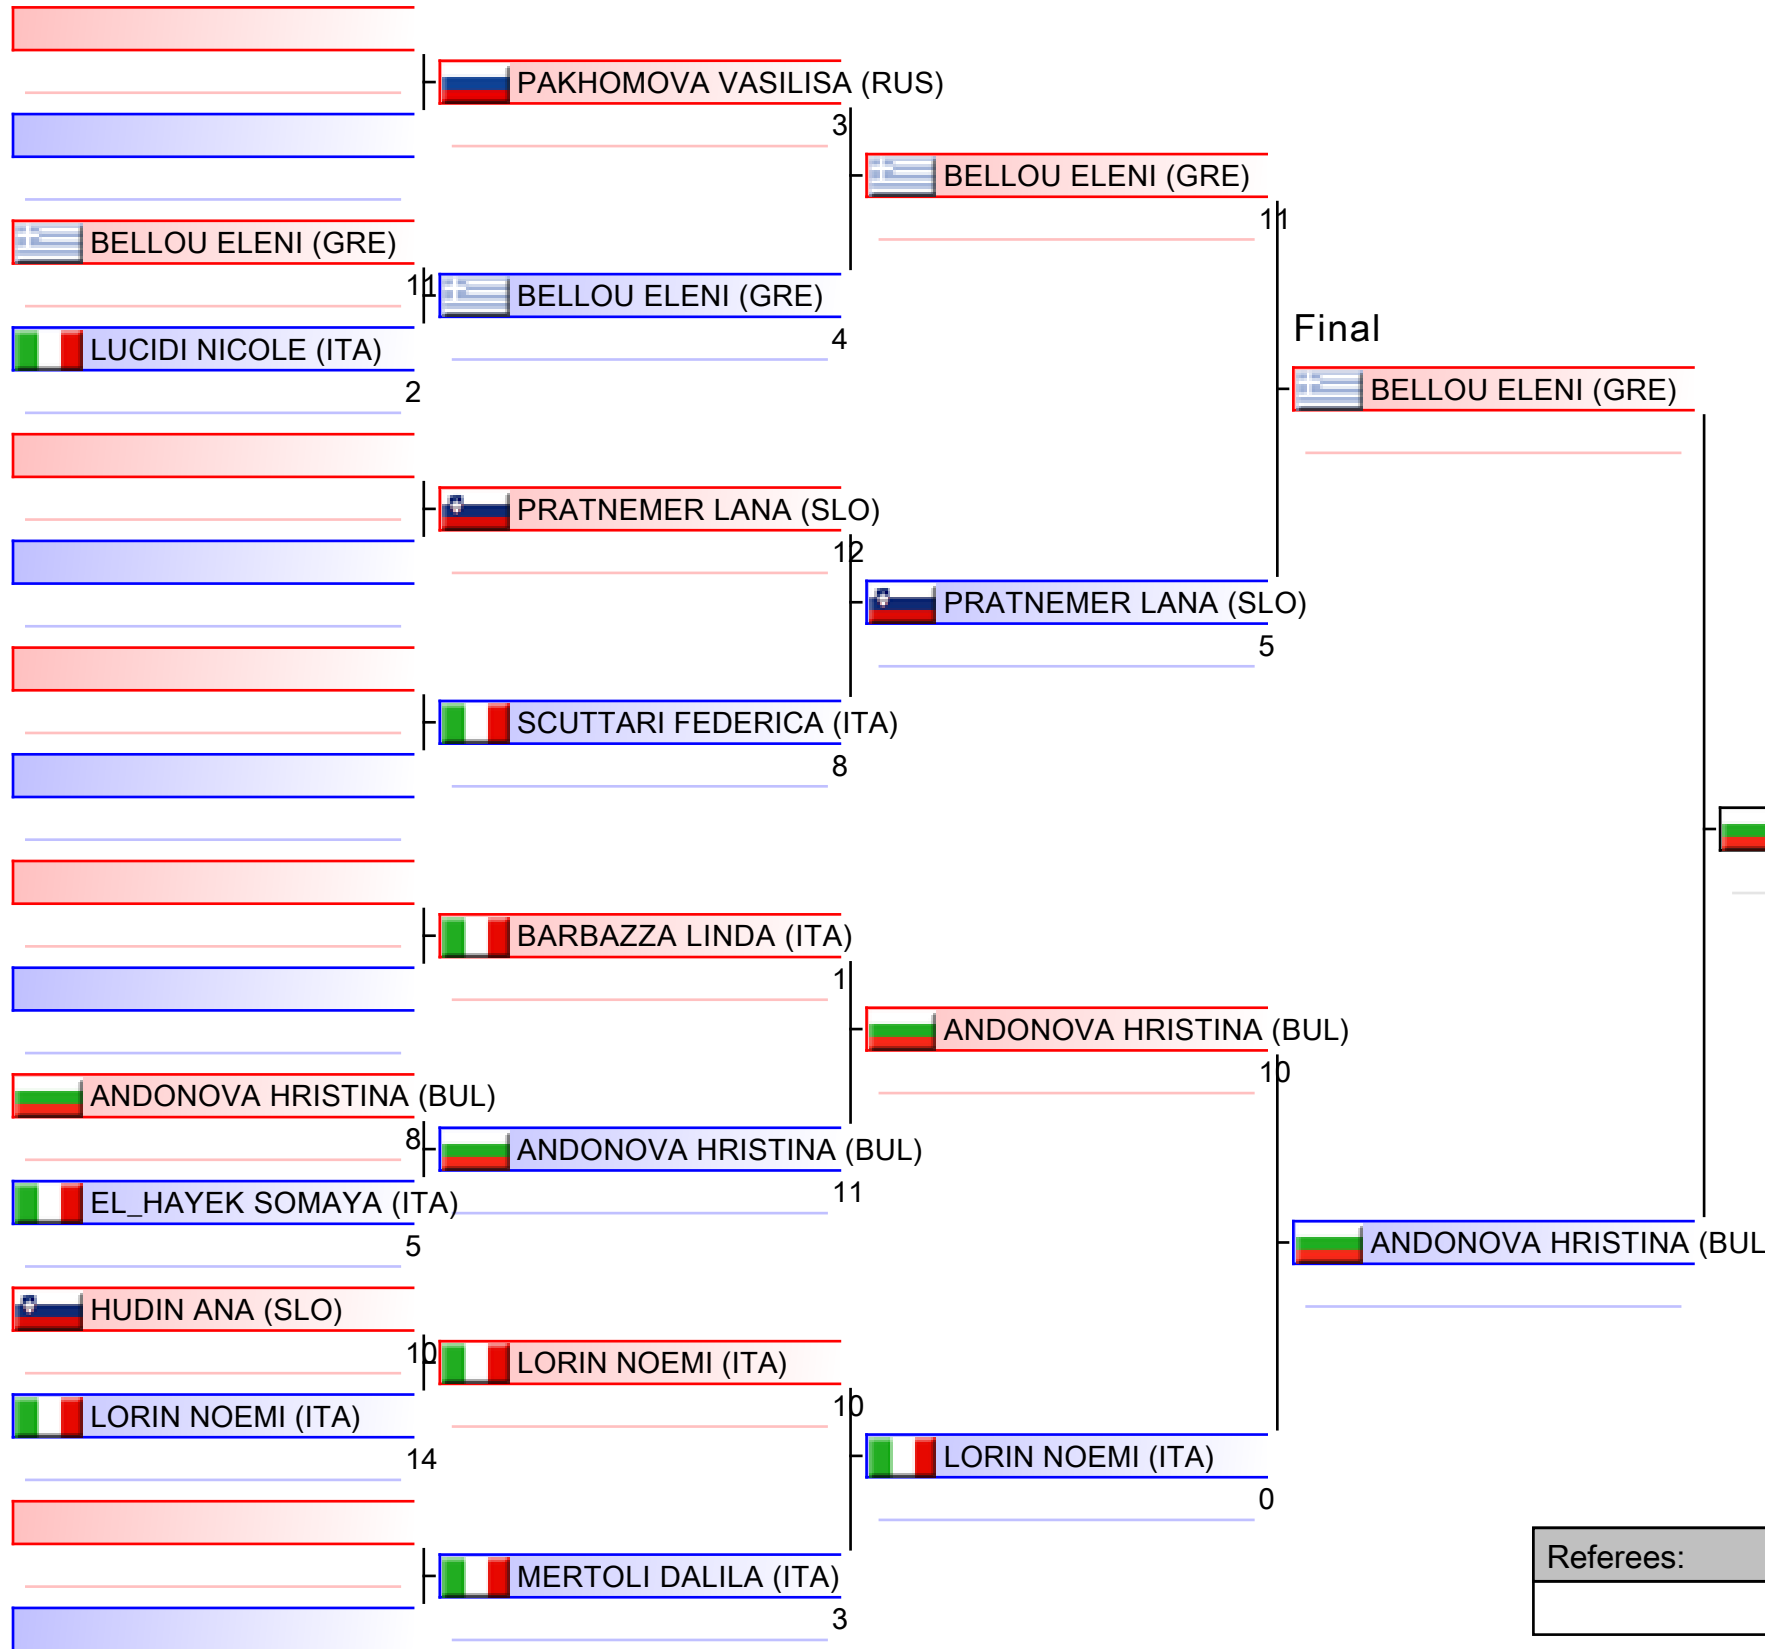 PAKHOMOVA VASILISA (RUS)
3
BELLOU ELENI (GRE)
11
BELLOU ELENI (GRE)
11
BELLOU ELENI (GRE)
4
LUCIDI NICOLE (ITA)
2
Final
BELLOU ELENI (GRE)
PRATNEMER LANA (SLO)
12
PRATNEMER LANA (SLO)
5
SCUTTARI FEDERICA (ITA)
8
BARBAZZA LINDA (ITA)
1
ANDONOVA HRISTINA (BUL)
10
ANDONOVA HRISTINA (BUL)
8
ANDONOVA HRISTINA (BUL)
11
EL_HAYEK SOMAYA (ITA)
5
ANDONOVA HRISTINA (BUL
HUDIN ANA (SLO)
10
LORIN NOEMI (ITA)
10
LORIN NOEMI (ITA)
14
LORIN NOEMI (ITA)
0
MERTOLI DALILA (ITA)
3
Referees: